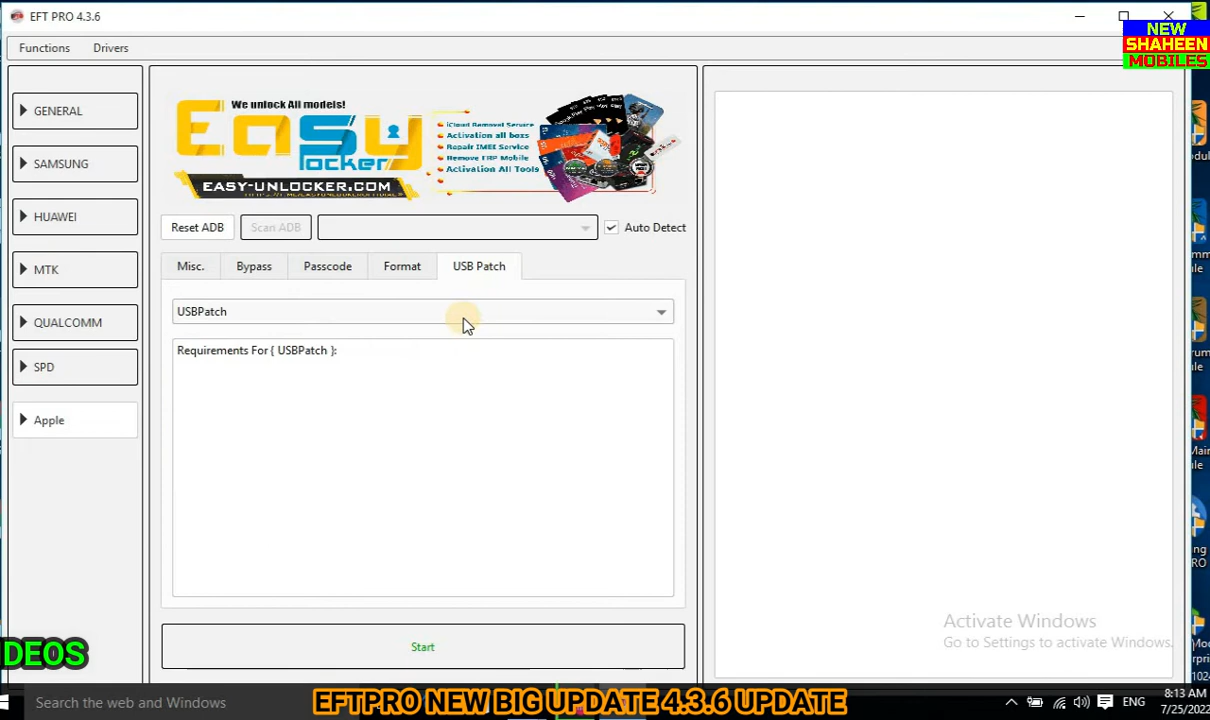 EFT PRO 4.3.6
NEW
SHAHEEN
MOBILES
Functions
Drivers
GENERAL
SAMSUNG
HUAWEI
MTK
QUALCOMM
SPD
Apple
We unlock All models!
Easy
locker
EASY-UNLOCKER.COM
iCloud Removal Service
Activation all boxs
Repair IMEI Service
Remove FRP Mobile
Activation All Tools
Reset ADB
Scan ADB
Auto Detect
Misc.
Bypass
Passcode
Format
USB Patch
USBPatch
Requirements For { USBPatch }:
Start
Activate Windows
Go to Settings to activate Windows.
DEOS
Search the web and Windows
EFTPRO NEW BIG UPDATE 4.3.6 UPDATE
ENG
8:13 AM
7/25/2022